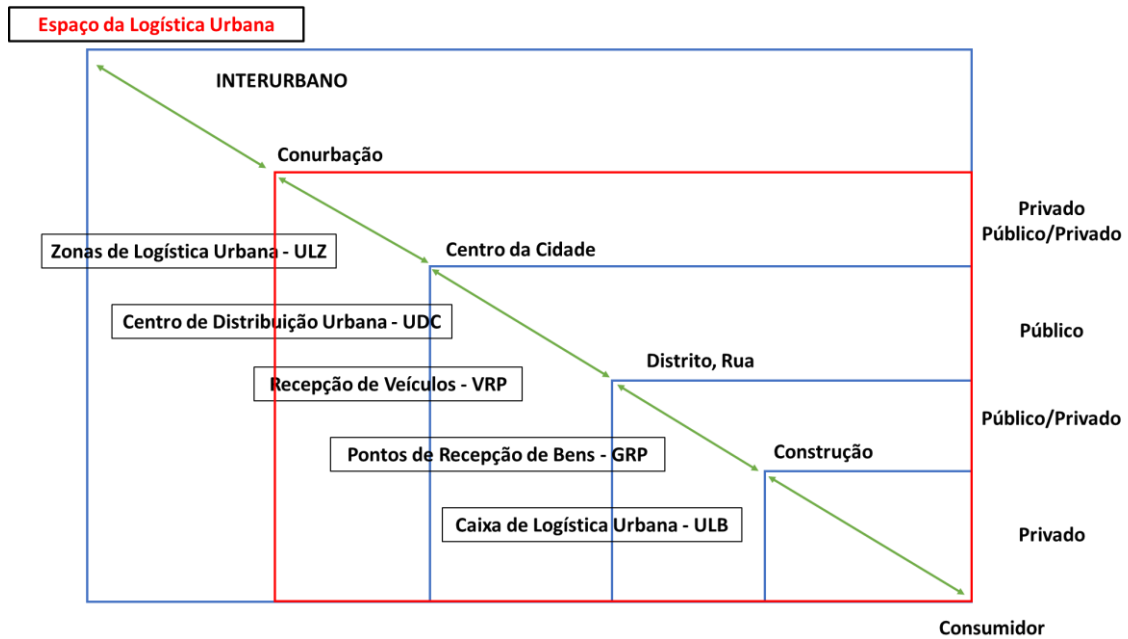 Espaço da Logística Urbana
INTERURBANO
Conurbação
Privado
Público/Privado
Zonas de Logística Urbana - ULZ
Centro da Cidade
Centro de Distribuição Urbana - UDC
Público
Distrito, Rua
Recepção de Veículos - VRP
Público/Privado
Pontos de Recepção de Bens - GRP
Construção
Caixa de Logística Urbana - ULB
Privado
Consumidor